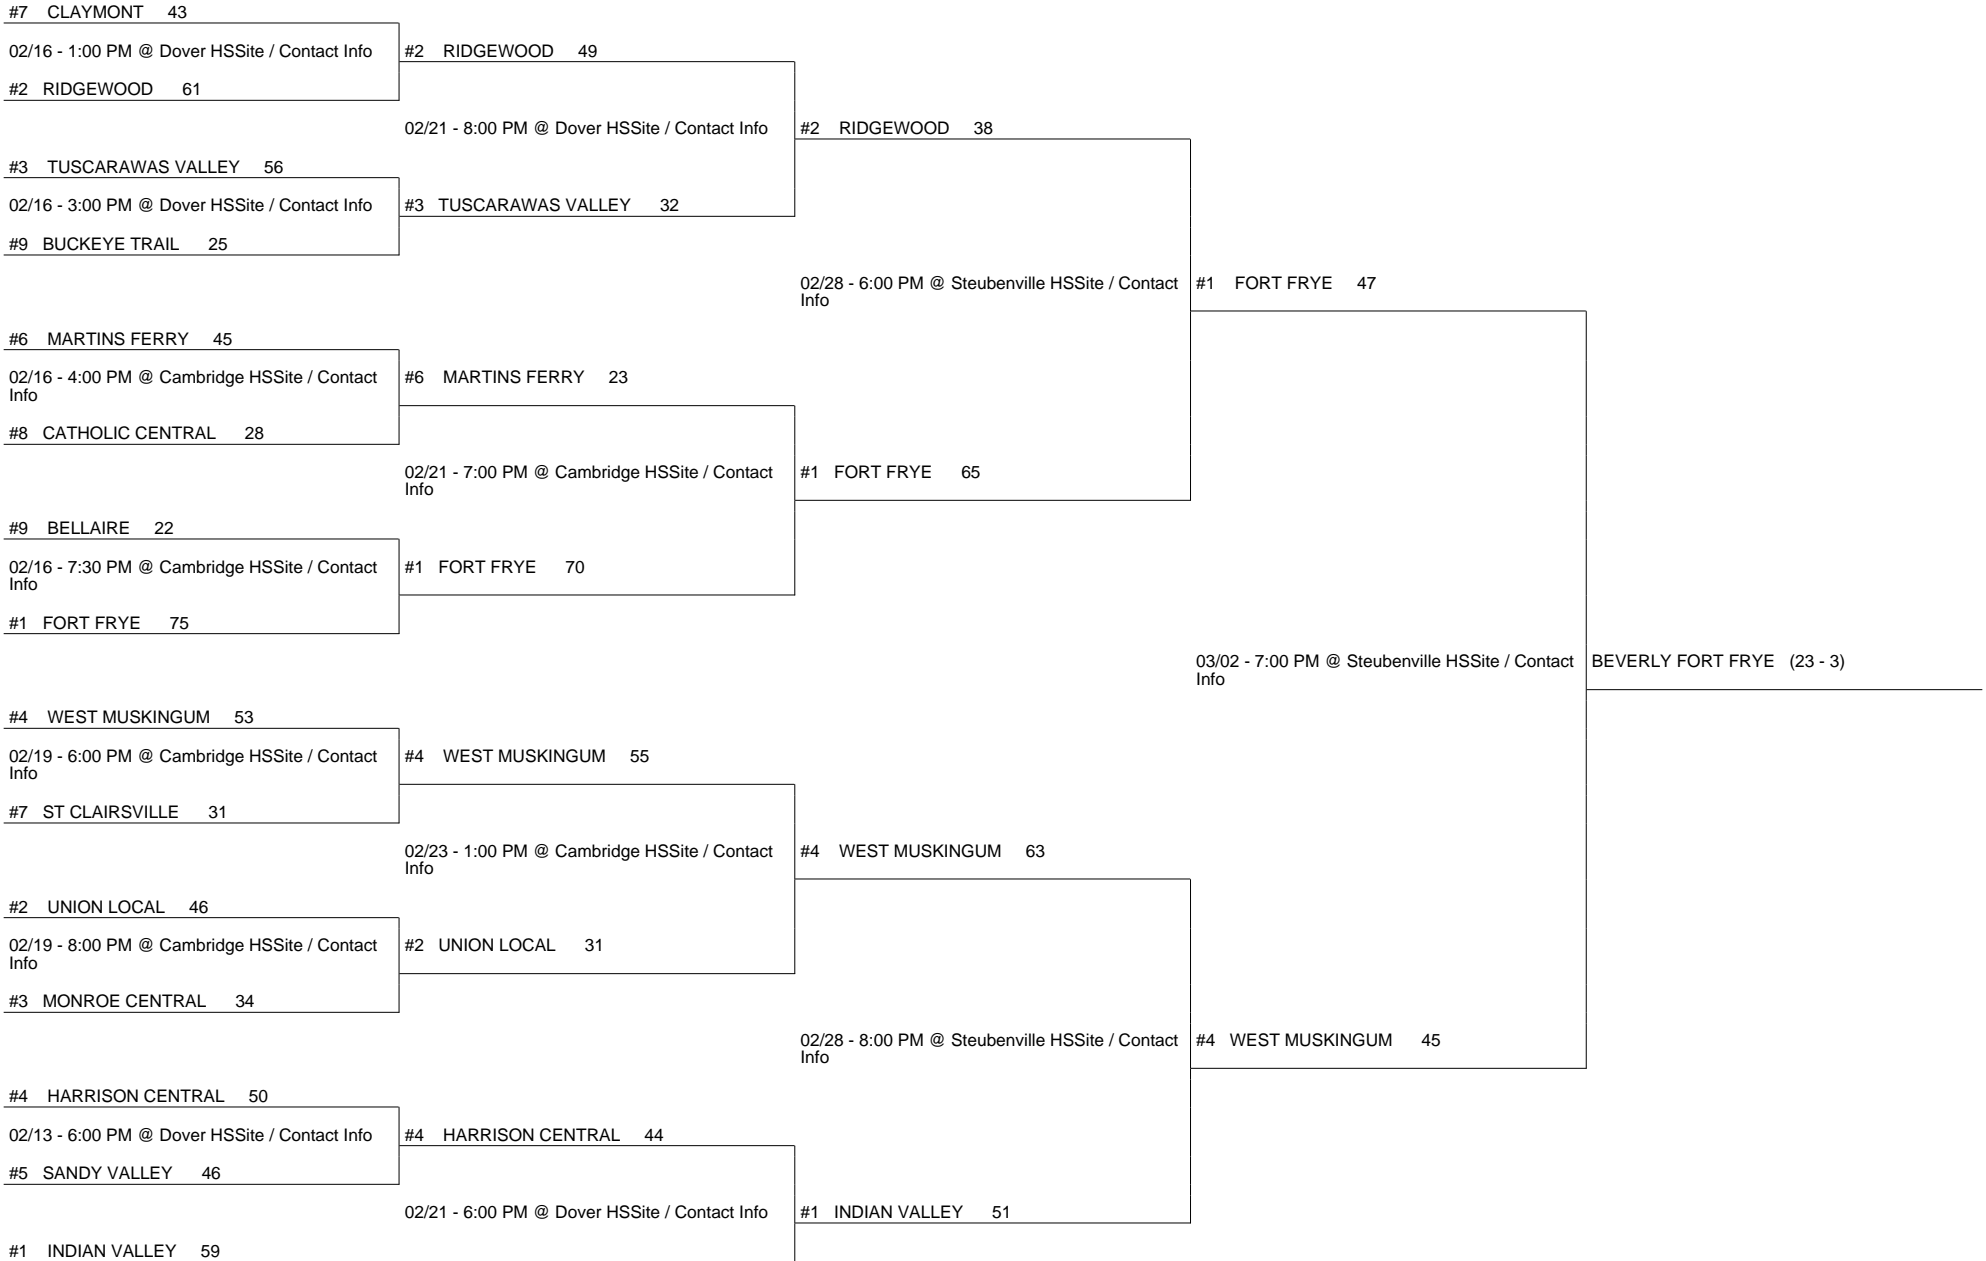 #7 CLAYMONT 43
02/16 - 1:00 PM @ Dover HSSite / Contact Info
#2 RIDGEWOOD 49
#2 RIDGEWOOD 61
02/21 - 8:00 PM @ Dover HSSite / Contact Info
#2 RIDGEWOOD 38
#3 TUSCARAWAS VALLEY 56
02/16 - 3:00 PM @ Dover HSSite / Contact Info
#3 TUSCARAWAS VALLEY 32
#9 BUCKEYE TRAIL 25
02/28 - 6:00 PM @ Steubenville HSSite / Contact
Info
#1 FORT FRYE 47
#6 MARTINS FERRY 45
02/16 - 4:00 PM @ Cambridge HSSite / Contact
Info
#6 MARTINS FERRY 23
#8 CATHOLIC CENTRAL 28
02/21 - 7:00 PM @ Cambridge HSSite / Contact
Info
#1 FORT FRYE 65
#9 BELLAIRE 22
02/16 - 7:30 PM @ Cambridge HSSite / Contact
Info
#1 FORT FRYE 70
#1 FORT FRYE 75
03/02 - 7:00 PM @ Steubenville HSSite / Contact
Info
BEVERLY FORT FRYE (23 - 3)
#4 WEST MUSKINGUM 53
02/19 - 6:00 PM @ Cambridge HSSite / Contact
Info
#4 WEST MUSKINGUM 55
#7 ST CLAIRSVILLE 31
02/23 - 1:00 PM @ Cambridge HSSite / Contact
Info
#4 WEST MUSKINGUM 63
#2 UNION LOCAL 46
02/19 - 8:00 PM @ Cambridge HSSite / Contact
Info
#2 UNION LOCAL 31
#3 MONROE CENTRAL 34
02/28 - 8:00 PM @ Steubenville HSSite / Contact
Info
#4 WEST MUSKINGUM 45
#4 HARRISON CENTRAL 50
02/13 - 6:00 PM @ Dover HSSite / Contact Info
#4 HARRISON CENTRAL 44
#5 SANDY VALLEY 46
02/21 - 6:00 PM @ Dover HSSite / Contact Info
#1 INDIAN VALLEY 51
#1 INDIAN VALLEY 59